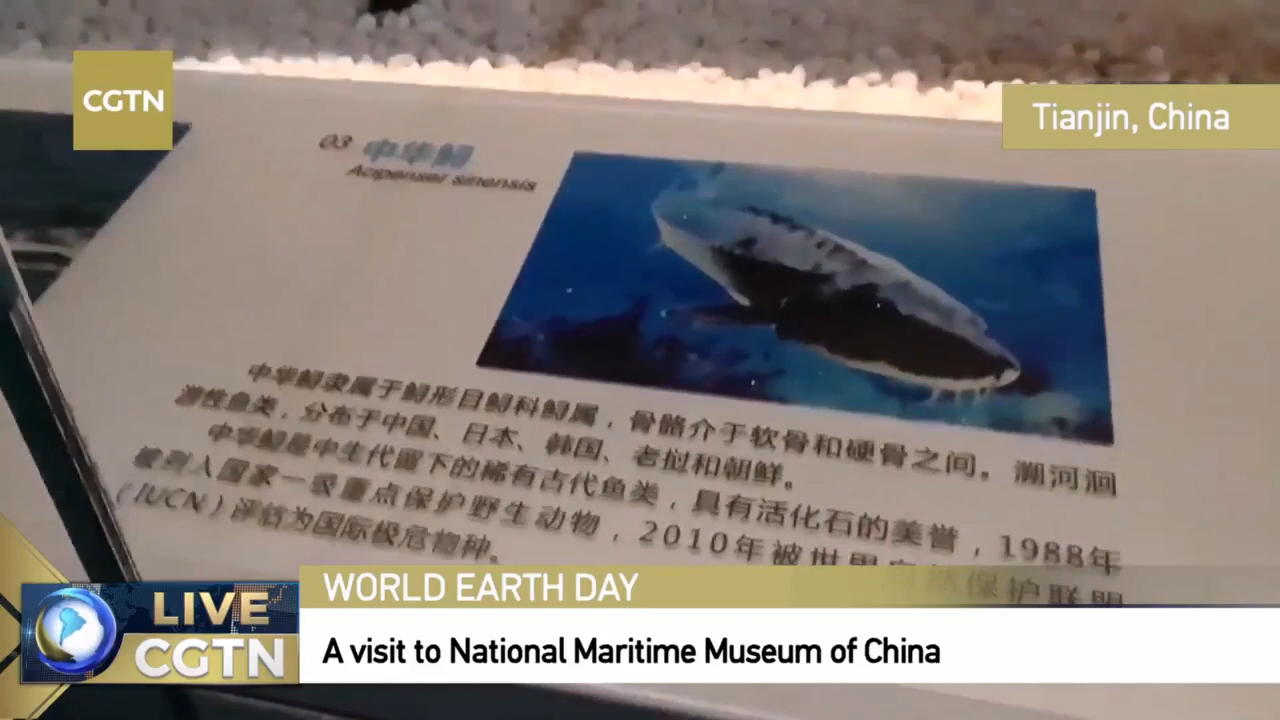 CGTN
Tianjin, China
03 中华鲟
Acipenser sinensis
中华鲟隶属于鲟形目鲟科鲟属，骨骼介于软骨和硬骨之间。溯河洄
游性鱼类，分布于中国、日本、韩国、老挝和朝鲜。
中华鲟是中生代留下的稀有古代鱼类，具有活化石的美誉，1988年
被列入国家一级重点保护野生动物，2010年被世界自然保护联盟
（IUCN）评估为国际极危物种。
WORLD EARTH DAY
LIVE
CGTN
A visit to National Maritime Museum of China